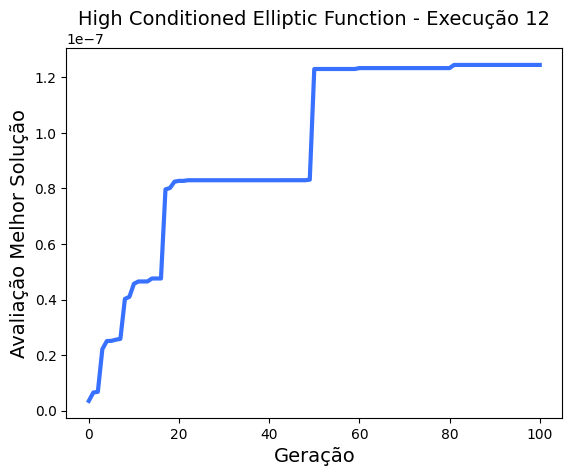 High Conditioned Elliptic Function - Execução 12
1e−7
Avaliação Melhor Solução
1.2
1.0
0.8
0.6
0.4
0.2
0.0
0 20 40 60 80 100
Geração